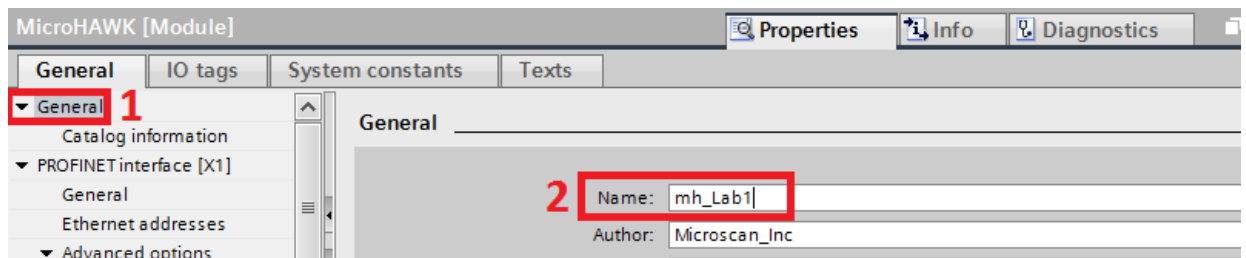 MicroHAWK [Module]
Properties
Info
Diagnostics
General
IO tags
System constants
Texts
General
1
Catalog information
PROFINET interface [X1]
General
Ethernet addresses
Advanced options
General
2
Name: mh_Lab1
Author: Microscan_Inc